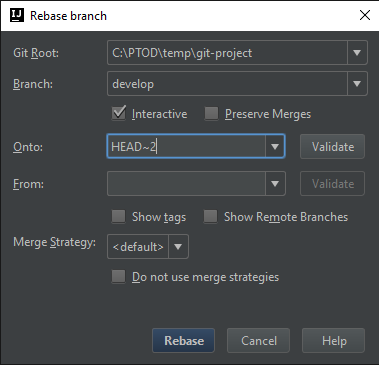 IJ Rebase branch
Git Root: C:\PTOD\temp\git-project
Branch: develop
Interactive Preserve Merges
Onto: HEAD~2 Validate
From: Validate
Show tags Show Remote Branches
Merge Strategy: <default>
Do not use merge strategies
Rebase Cancel Help